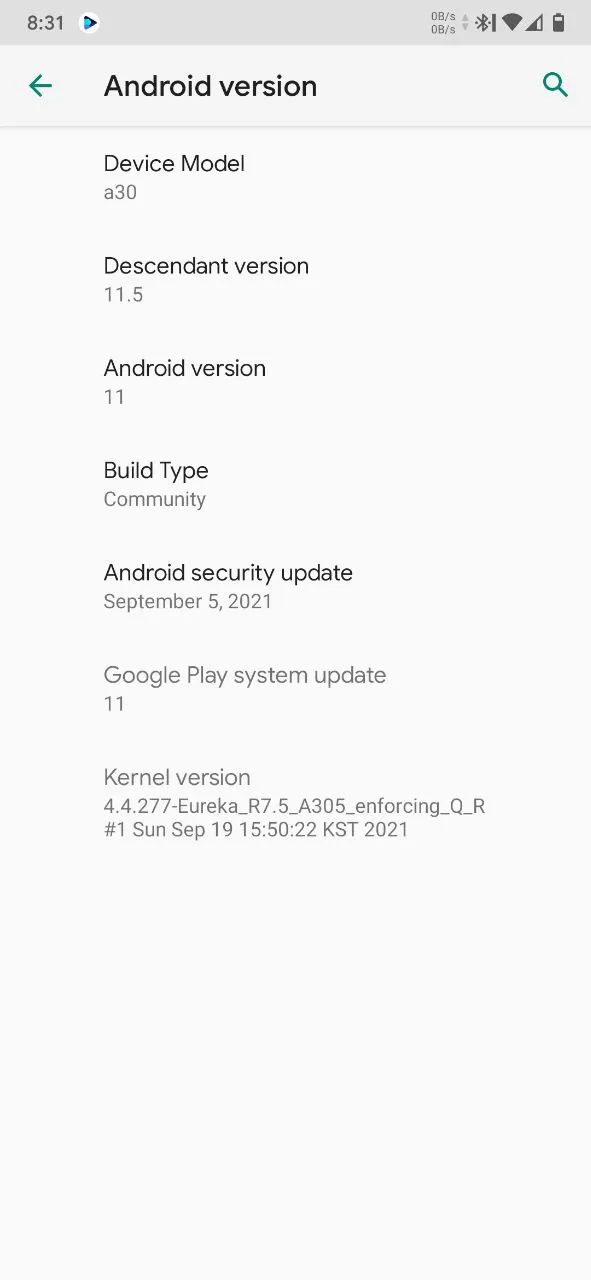 8:31
0B/s
0B/s
Android version
Device Model
a30
Descendant version
11.5
Android version
11
Build Type
Community
Android security update
September 5, 2021
Google Play system update
11
Kernel version
4.4.277-Eureka_R7.5_A305_enforcing_Q_R
#1 Sun Sep 19 15:50:22 KST 2021